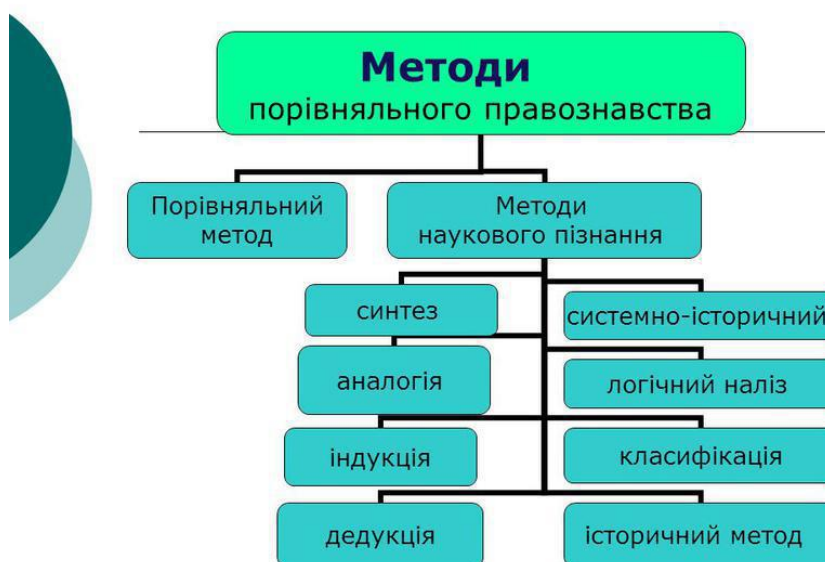 Методи
порівняльного правознавства
Порівняльний
метод
Методи
наукового пізнання
синтез
системно-історичний
аналогія
логічний наліз
індукція
класифікація
дедукція
історичний метод